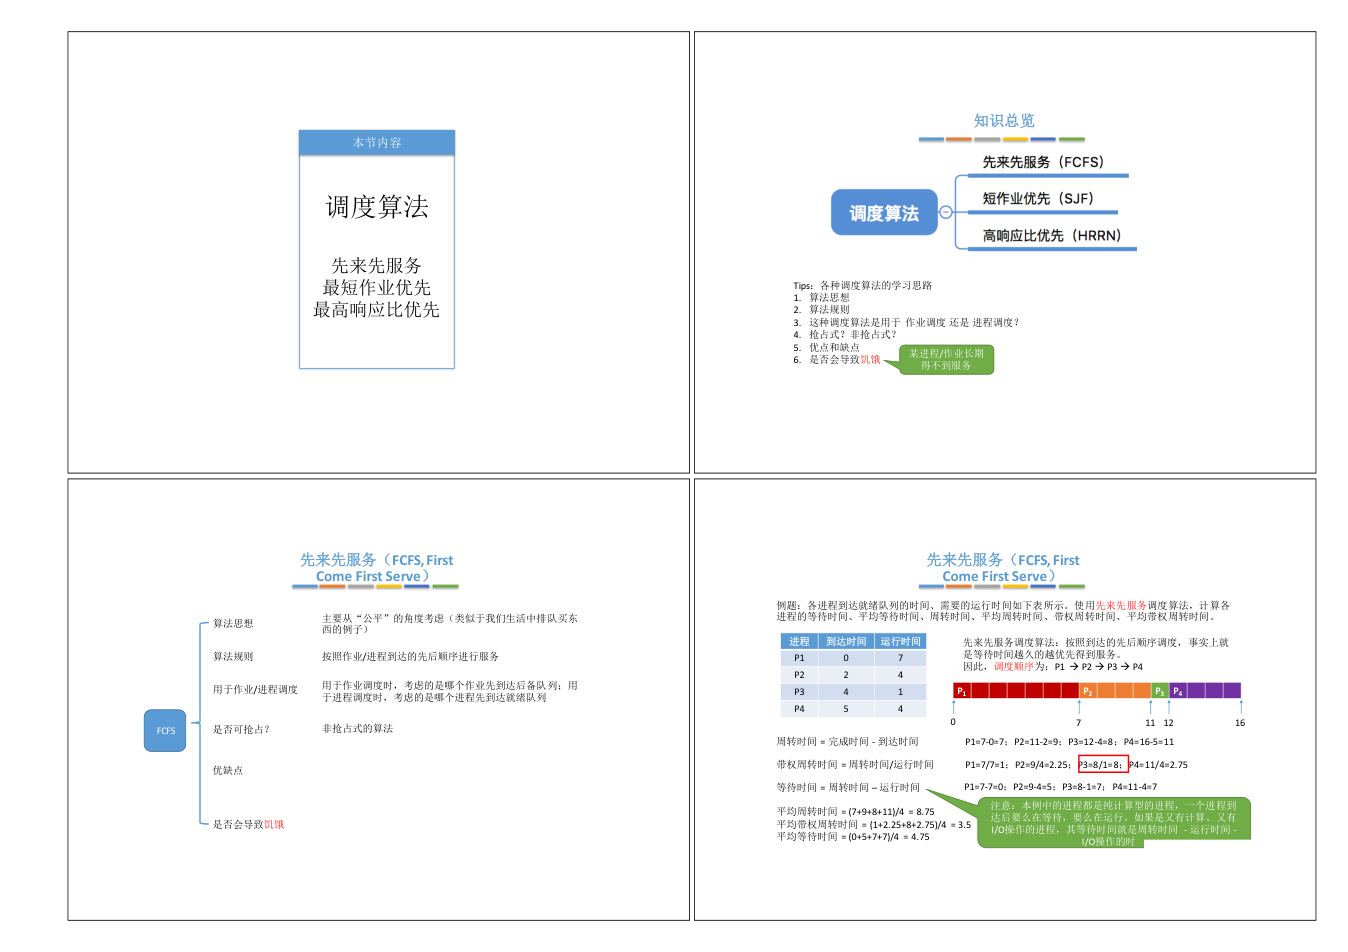 本节内容
调度算法
先来先服务
最短作业优先
最高响应比优先
知识总览
调度算法
先来先服务（FCFS）
短作业优先（SJF）
高响应比优先（HRRN）
Tips：各种调度算法的学习思路
1. 算法思想
2. 算法规则
3. 这种调度算法是用于 作业调度 还是 进程调度？
4. 抢占式？非抢占式？
5. 优点和缺点
6. 是否会导致饥饿
某进程/作业长期
得不到服务
先来先服务（FCFS, First
Come First Serve）
FCFS
算法思想
主要从“公平”的角度考虑（类似于我们生活中排队买东
西的例子）
算法规则
按照作业/进程到达的先后顺序进行服务
用于作业/进程调度
用于作业调度时，考虑的是哪个作业先到达后备队列；用
于进程调度时，考虑的是哪个进程先到达就绪队列
是否可抢占？
非抢占式的算法
优缺点
是否会导致饥饿
先来先服务（FCFS, First
Come First Serve）
例题：各进程到达就绪队列的时间、需要的运行时间如下表所示。使用先来先服务调度算法，计算各
进程的等待时间、平均等待时间、周转时间、平均周转时间、带权周转时间、平均带权周转时间。
进程 到达时间 运行时间
P1 0 7
P2 2 4
P3 4 1
P4 5 4
先来先服务调度算法：按照到达的先后顺序调度，事实上就
是等待时间越久的越优先得到服务。
因此，调度顺序为：P1 → P2 → P3 → P4
P1 P2 P3 P4
0 7 11 12 16
周转时间 = 完成时间 - 到达时间
P1=7-0=7；P2=11-2=9；P3=12-4=8；P4=16-5=11
带权周转时间 = 周转时间/运行时间
P1=7/7=1；P2=9/4=2.25；P3=8/1=8；P4=11/4=2.75
等待时间 = 周转时间 – 运行时间
P1=7-7=0；P2=9-4=5；P3=8-1=7；P4=11-4=7
平均周转时间 = (7+9+8+11)/4 = 8.75
平均带权周转时间 = (1+2.25+8+2.75)/4 = 3.5
平均等待时间 = (0+5+7+7)/4 = 4.75
注意：本例中的进程都是纯计算型的进程，一个进程到
达后要么在等待，要么在运行。如果是又有计算、又有
I/O操作的进程，其等待时间就是周转时间 - 运行时间 -
I/O操作的时